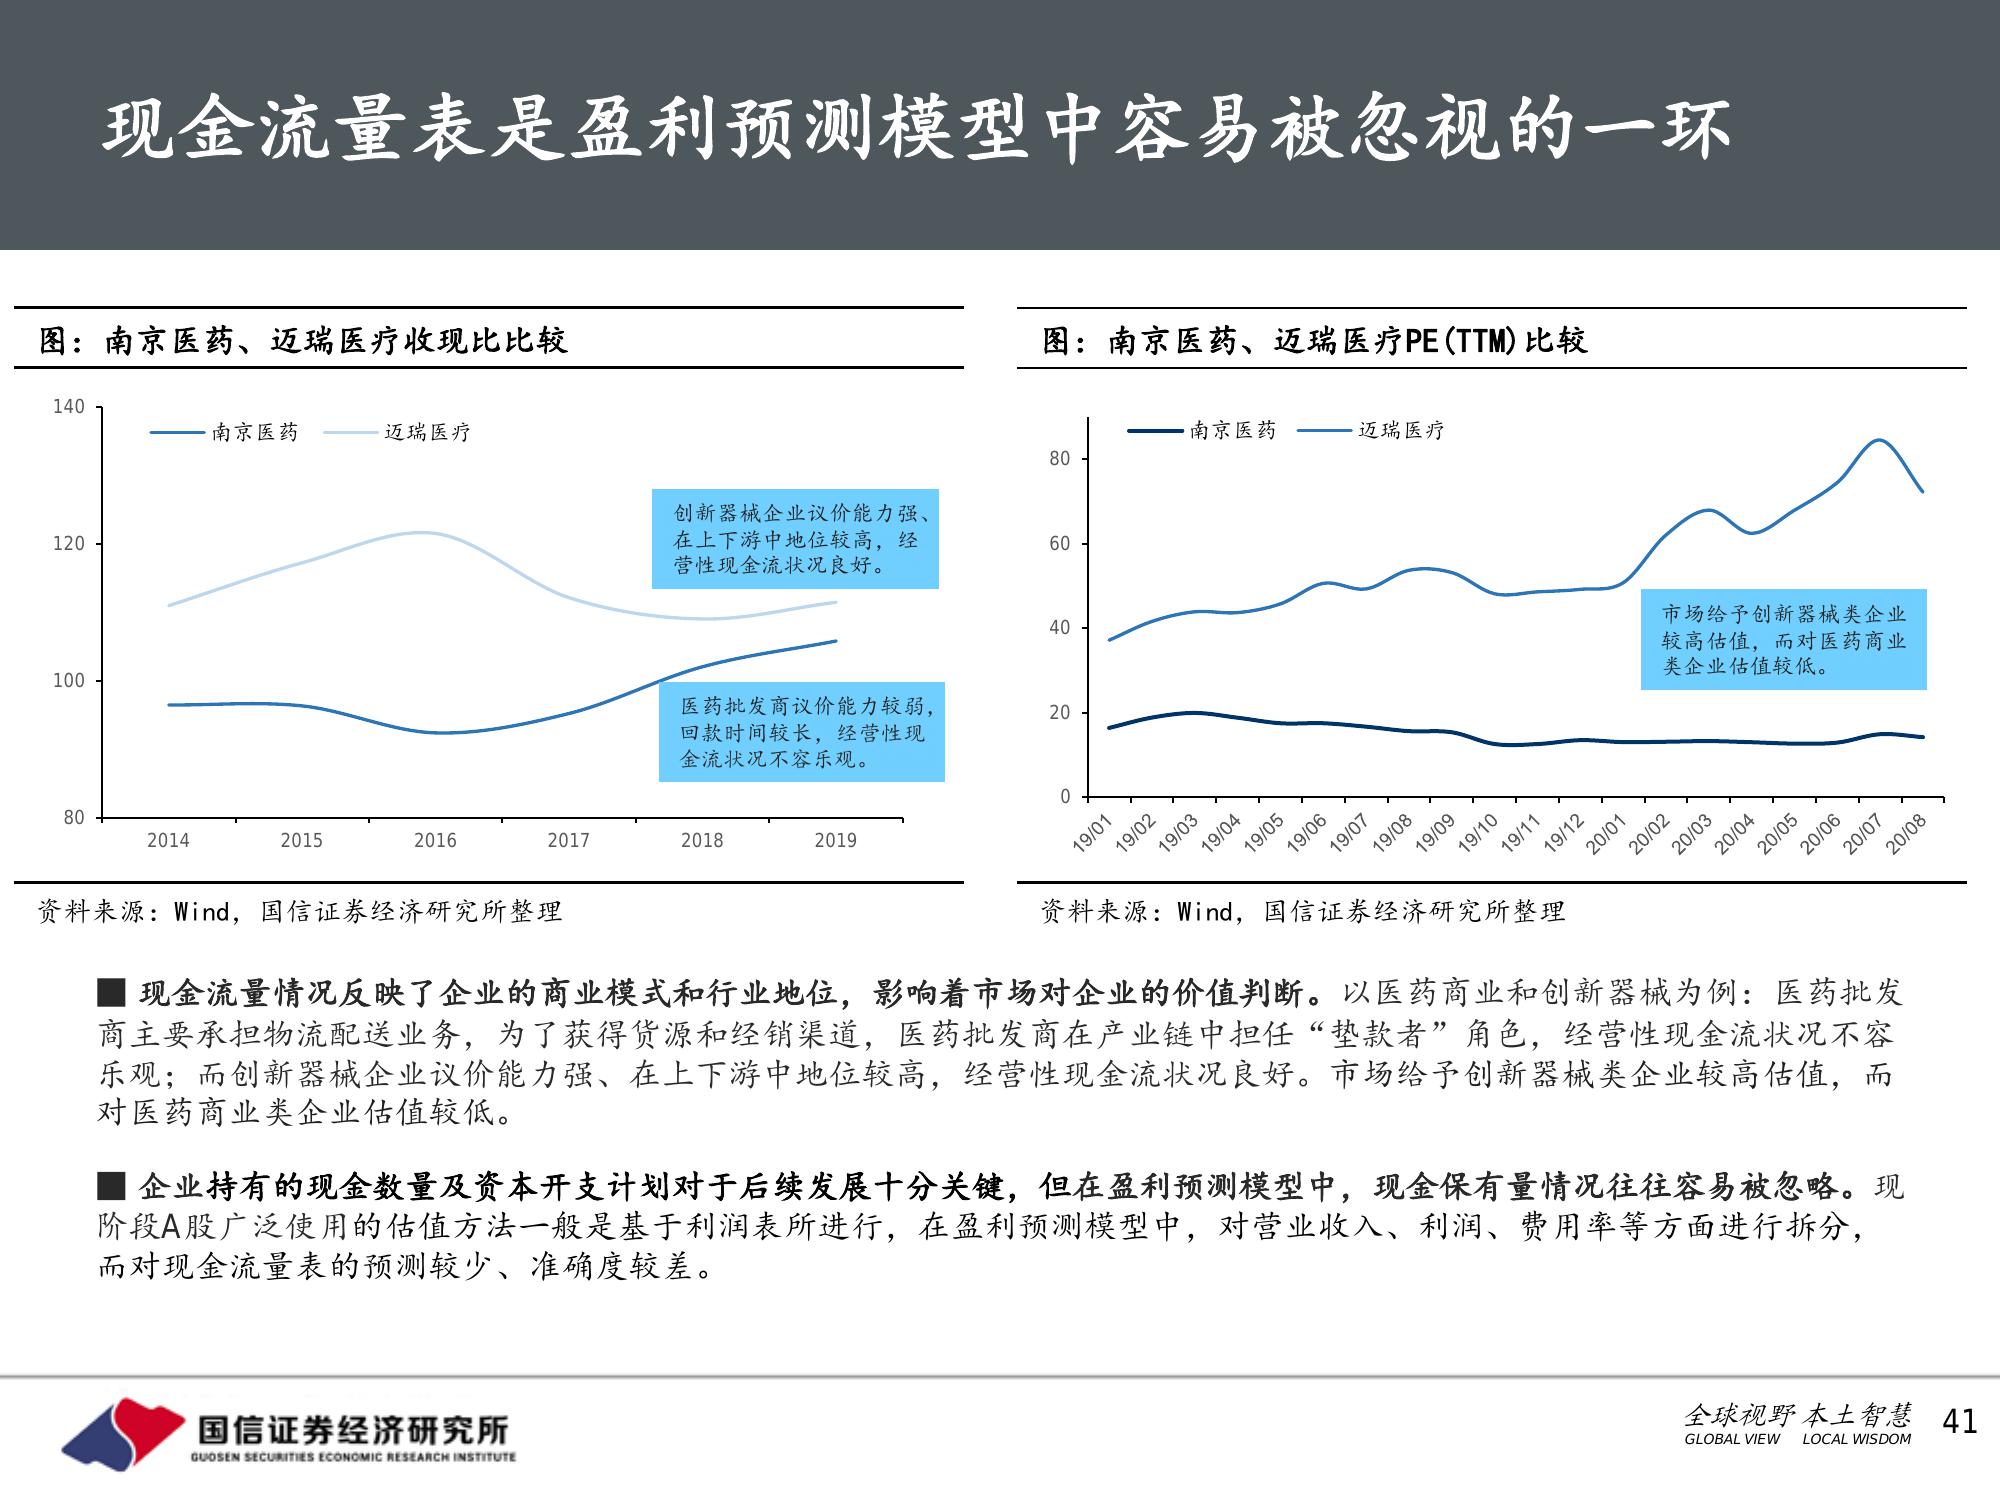 现金流量表是盈利预测模型中容易被忽视的一环
图：南京医药、迈瑞医疗收现比比较
140
120
100
80
南京医药
迈瑞医疗
创新器械企业议价能力强、
在上下游中地位较高，经
营性现金流状况良好。
医药批发商议价能力较弱，
回款时间较长，经营性现
金流状况不容乐观。
2014 2015 2016 2017 2018 2019
资料来源：Wind，国信证券经济研究所整理
图：南京医药、迈瑞医疗PE(TTM)比较
80
60
40
20
0
南京医药
迈瑞医疗
市场给予创新器械类企业
较高估值，而对医药商业
类企业估值较低。
19/01 19/02 19/03 19/04 19/05 19/06 19/07 19/08 19/09 19/10 19/11 19/12 20/01 20/02 20/03 20/04 20/05 20/06 20/07 20/08
资料来源：Wind，国信证券经济研究所整理
■ 现金流量情况反映了企业的商业模式和行业地位，影响着市场对企业的价值判断。以医药商业和创新器械为例：医药批发
商主要承担物流配送业务，为了获得货源和经销渠道，医药批发商在产业链中担任“垫款者”角色，经营性现金流状况不容
乐观；而创新器械企业议价能力强、在上下游中地位较高，经营性现金流状况良好。市场给予创新器械类企业较高估值，而
对医药商业类企业估值较低。
■ 企业持有的现金数量及资本开支计划对于后续发展十分关键，但在盈利预测模型中，现金保有量情况往往容易被忽略。现
阶段A股广泛使用的估值方法一般是基于利润表所进行，在盈利预测模型中，对营业收入、利润、费用率等方面进行拆分，
而对现金流量表的预测较少、准确度较差。
国信证券经济研究所
GUOSEN SECURITIES ECONOMIC RESEARCH INSTITUTE
全球视野 本土智慧
GLOBAL VIEW LOCAL WISDOM
41